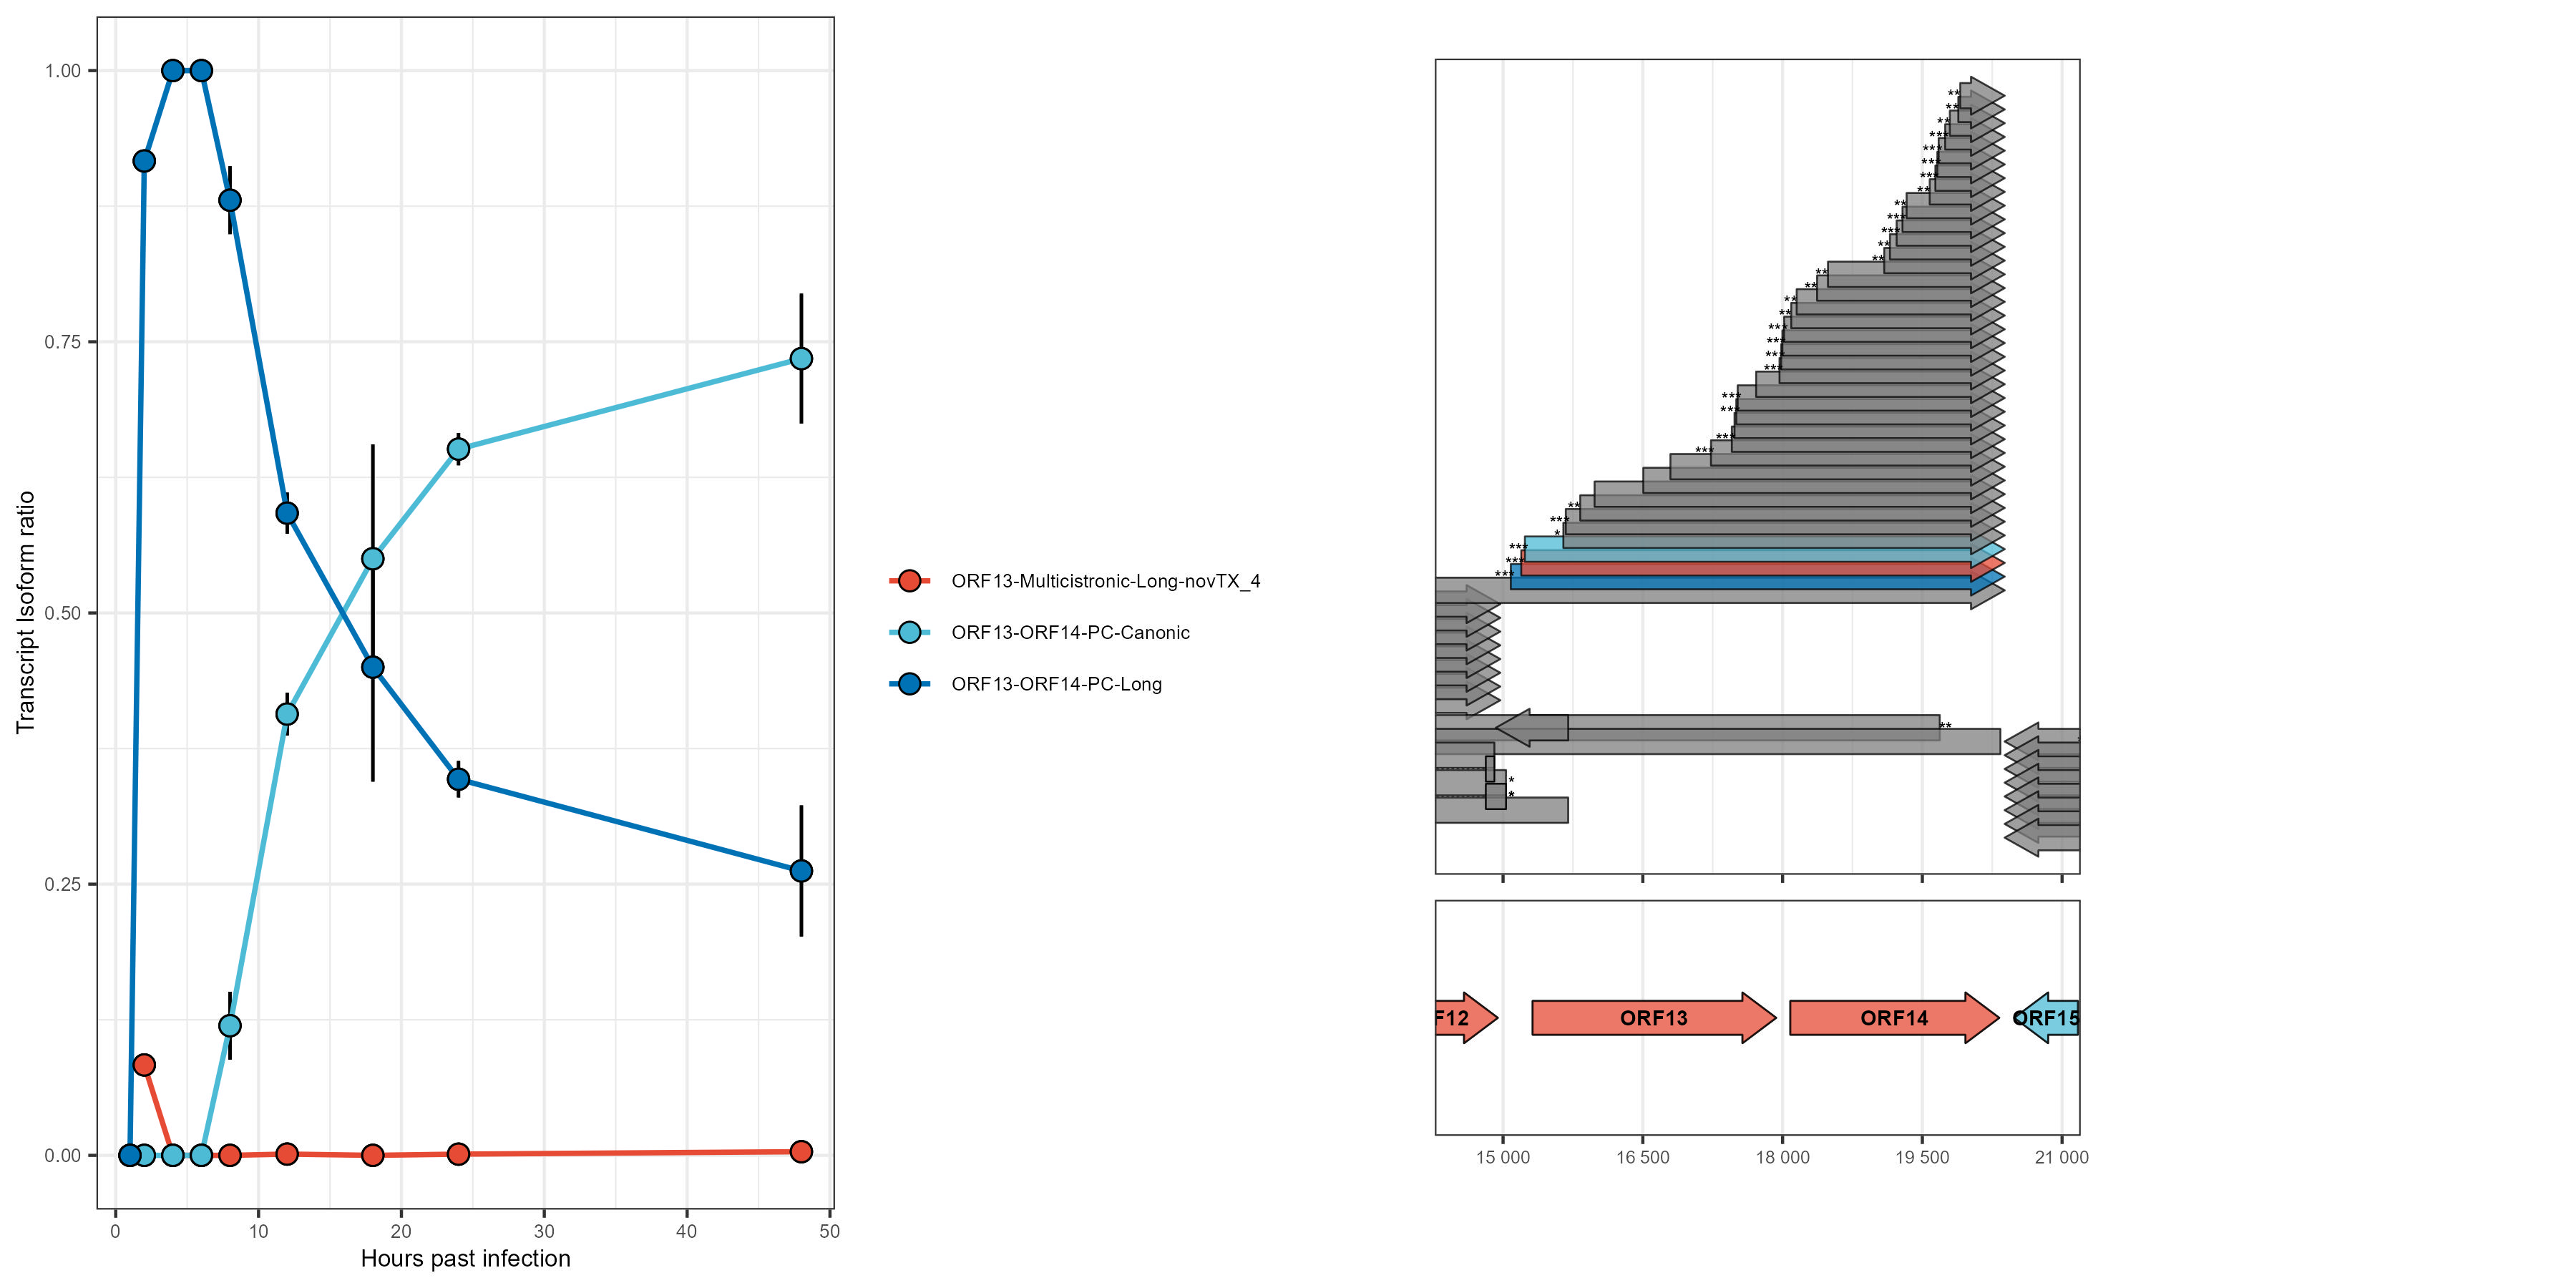 1.00
0.75
0.50
0.25
0.00
Transcript Isoform ratio
0
10
20
30
40
50
Hours past infection
ORF13-Multicistronic-Long-novTX_4
ORF13-ORF14-PC-Canonic
ORF13-ORF14-PC-Long
F12
ORF13
ORF14
ORF15
15 000
16 500
18 000
19 500
21 000